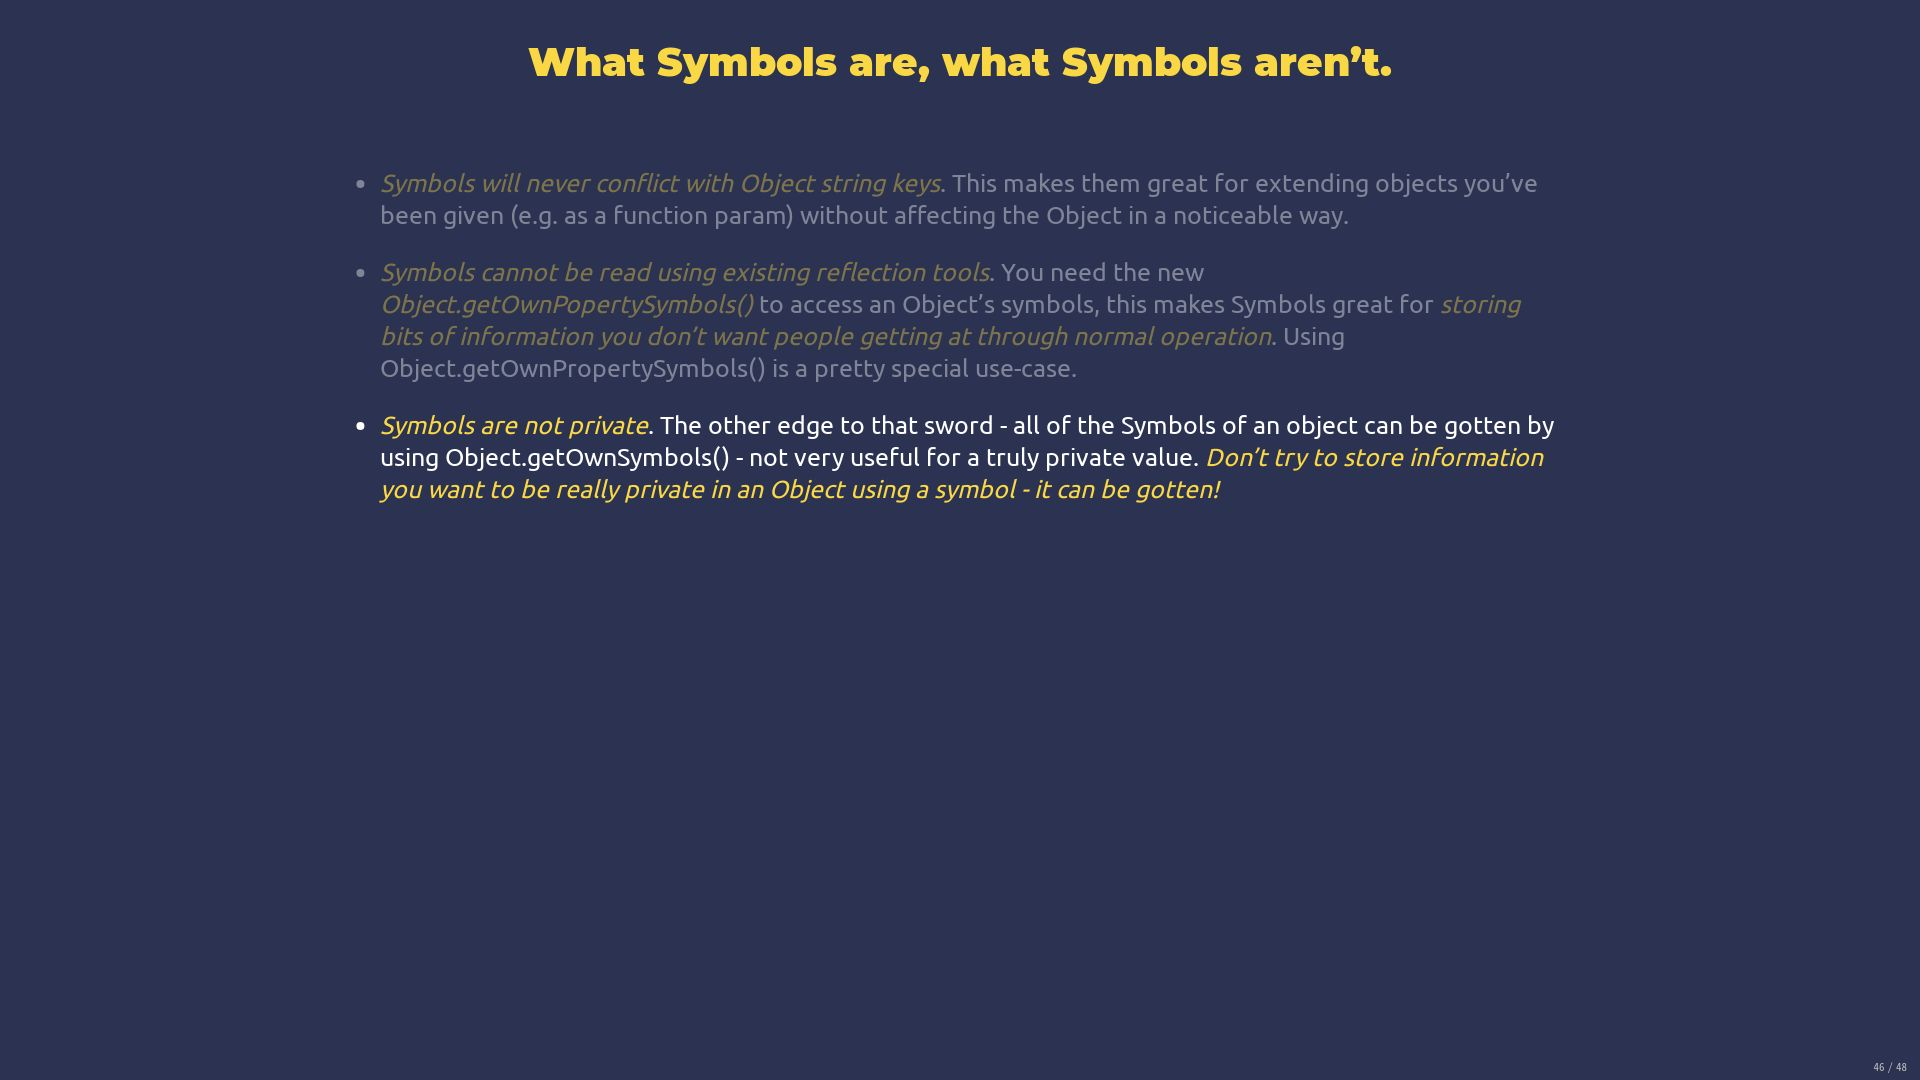 What Symbols are, what Symbols aren’t.
• Symbols will never conflict with Object string keys. This makes them great for extending objects you’ve
been given (e.g. as a function param) without affecting the Object in a noticeable way.
• Symbols cannot be read using existing reflection tools. You need the new
Object.getOwnPopertySymbols() to access an Object’s symbols, this makes Symbols great for storing
bits of information you don’t want people getting at through normal operation. Using
Object.getOwnPropertySymbols() is a pretty special use-case.
• Symbols are not private. The other edge to that sword - all of the Symbols of an object can be gotten by
using Object.getOwnSymbols() - not very useful for a truly private value. Don’t try to store information
you want to be really private in an Object using a symbol - it can be gotten!
46 / 48